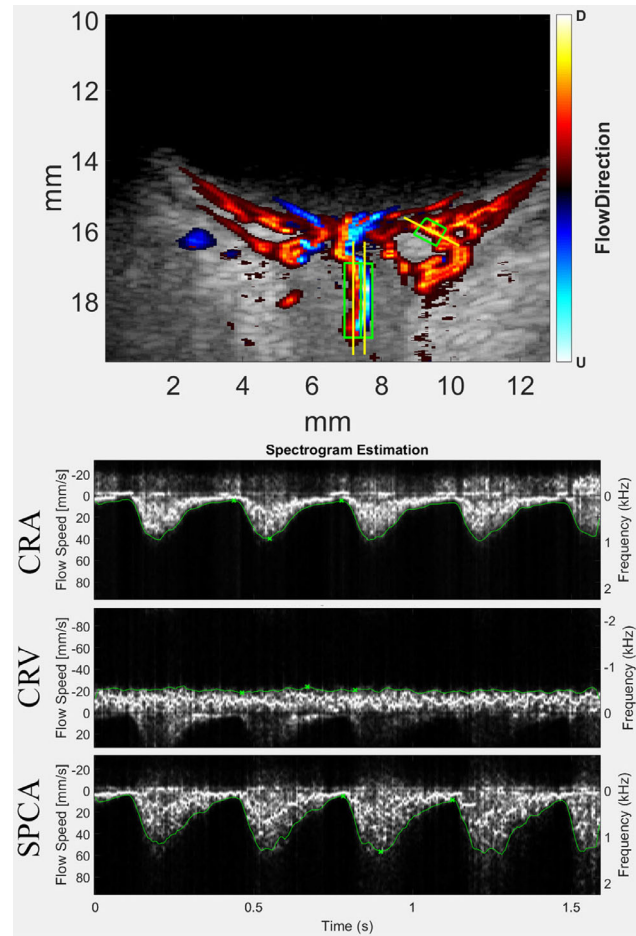 10
12
14
16
18
mm
2 4 6 8 10 12
mm
D
FlowDirection
U
Spectrogram Estimation
CRA
Flow Speed [mm/s]
-20
0
20
40
60
80
0
1
2
Frequency (kHz)
CRV
Flow Speed [mm/s]
-80
-60
-40
-20
0
20
-2
-1
0
Frequency (kHz)
SPCA
Flow Speed [mm/s]
-20
0
20
40
60
80
0
1
2
Frequency (kHz)
0 0.5 1 1.5
Time (s)